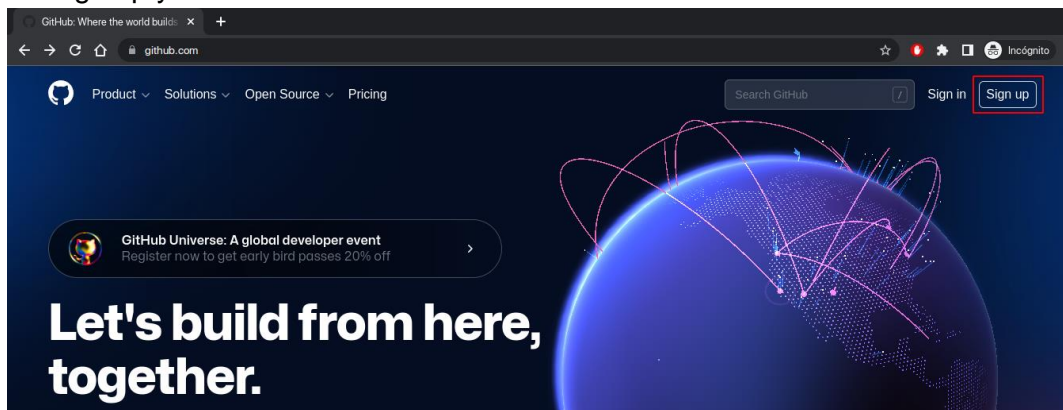 GitHub: Where the world builds
github.com
Incógnito
Product Solutions Open Source Pricing
Search GitHub /
Sign in Sign up
GitHub Universe: A global developer event
Register now to get early bird passes 20% off
Let's build from here,
together.